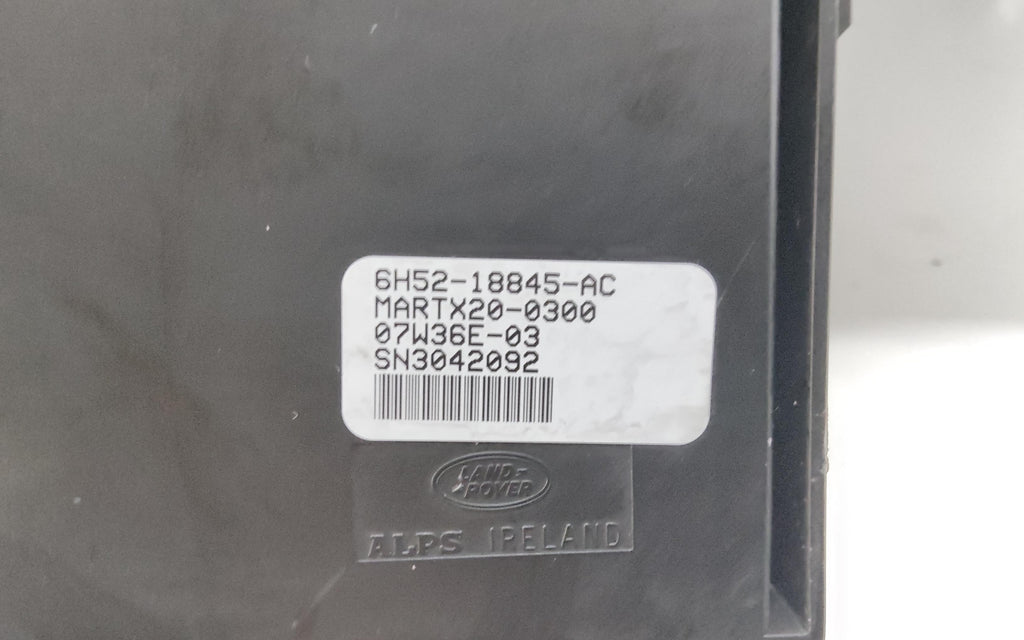 6H52-18845-AC
MARTX20-0300
07W36E-03
SN3042092
LAND-
ROVER
ALPS IRELAND